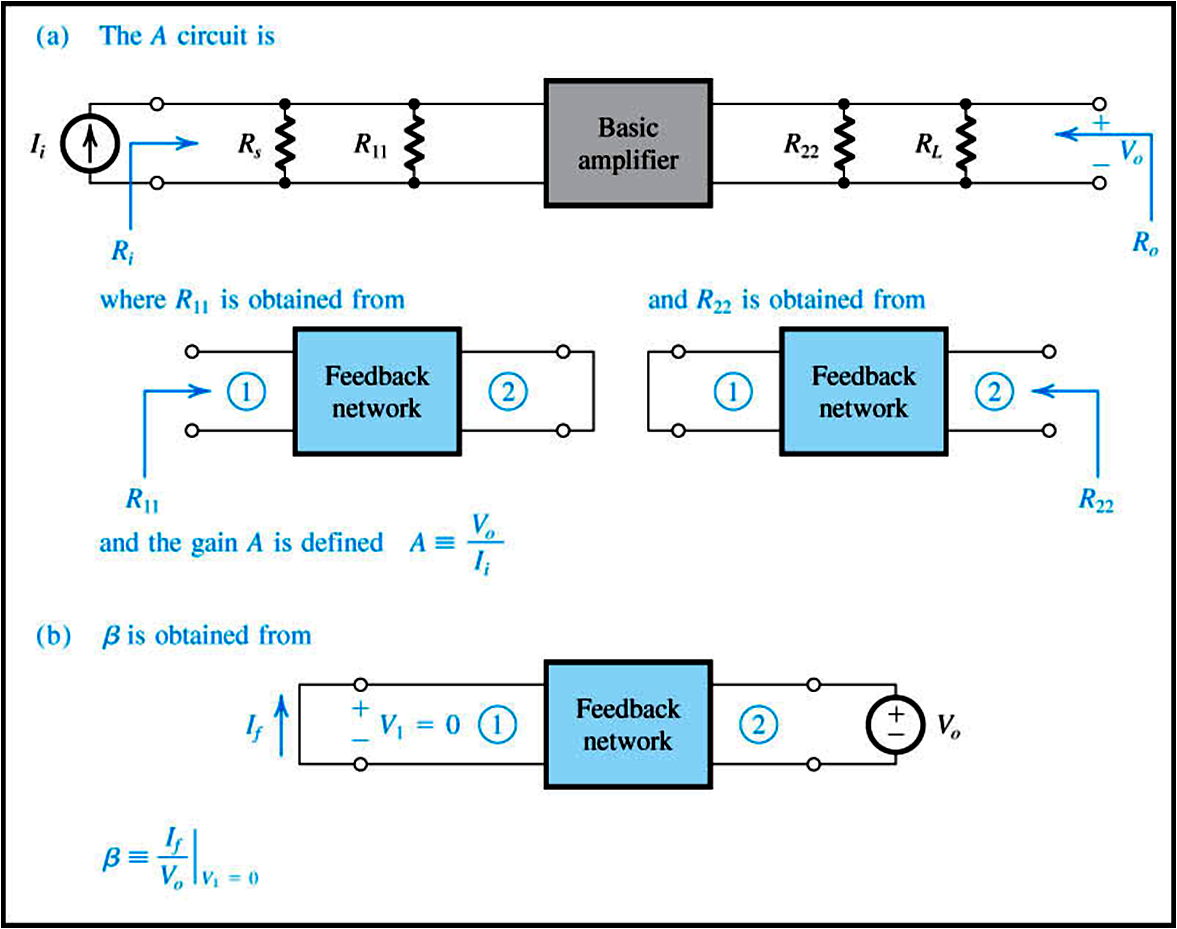 (a) The A circuit is
I_i R_s R_11 Basic amplifier R_22 R_L + V_o −
R_i R_o
where R_11 is obtained from and R_22 is obtained from
1 Feedback network 2 1 Feedback network 2
R_11 R_22
and the gain A is defined A ≡ V_o / I_i
(b) β is obtained from
I_f + V_1 = 0 − 1 Feedback network 2 + − V_o
β ≡ I_f / V_o |_{V_1 = 0}